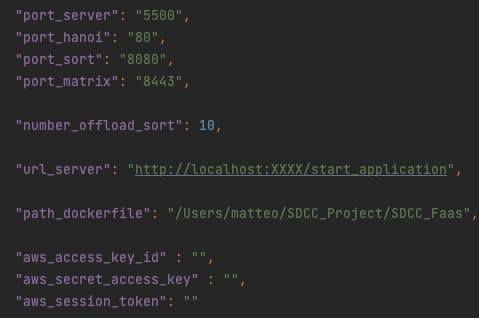 "port_server": "5500",
"port_hanoi": "80",
"port_sort": "8080",
"port_matrix": "8443",
"number_offload_sort": 10,
"url_server": "http://localhost:XXXX/start_application",
"path_dockerfile": "/Users/matteo/SDCC_Project/SDCC_Faas",
"aws_access_key_id" : "",
"aws_secret_access_key" : "",
"aws_session_token": ""